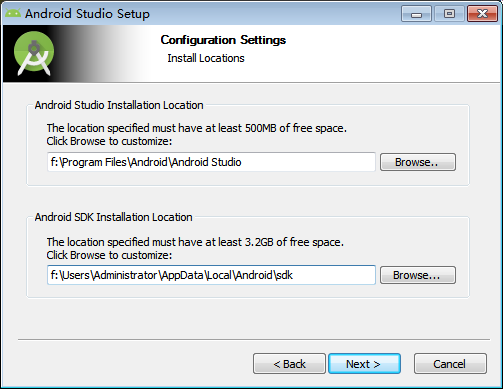 Android Studio Setup
Configuration Settings
Install Locations
Android Studio Installation Location
The location specified must have at least 500MB of free space.
Click Browse to customize:
f:\Program Files\Android\Android Studio
Browse..
Android SDK Installation Location
The location specified must have at least 3.2GB of free space.
Click Browse to customize:
f:\Users\Administrator\AppData\Local\Android\sdk
Browse...
< Back
Next >
Cancel